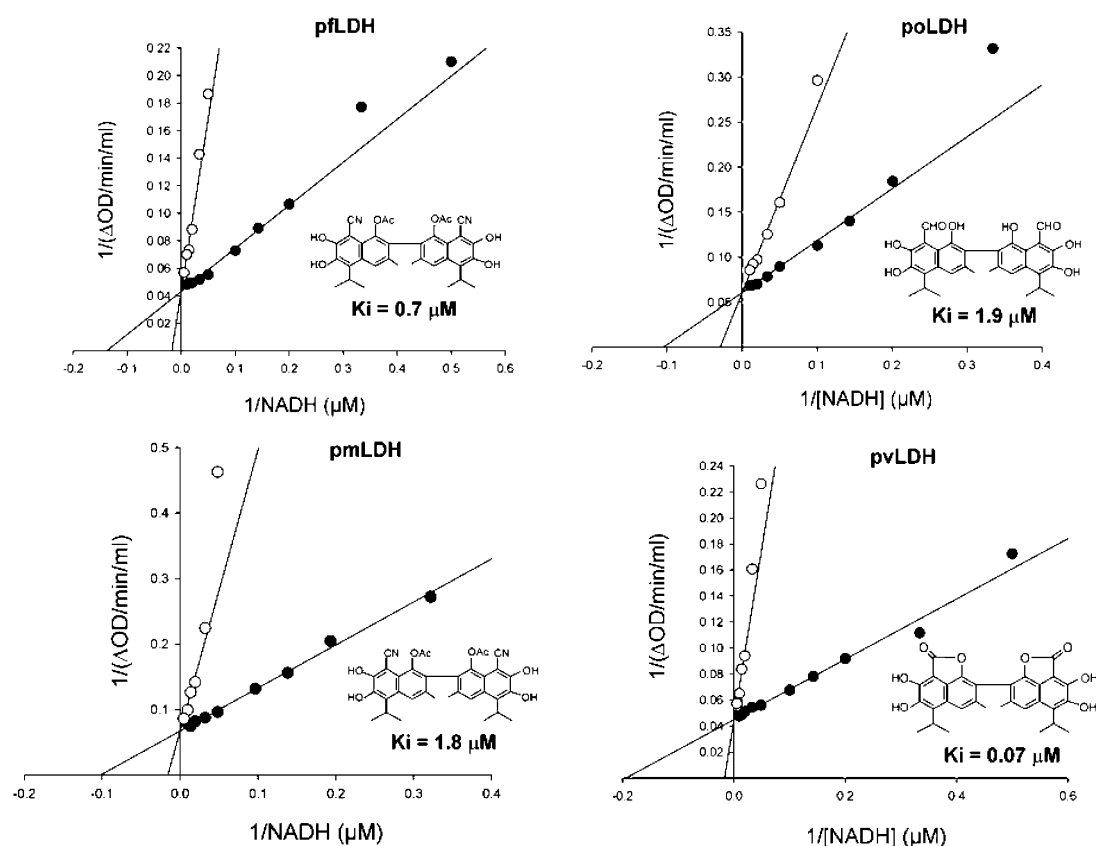 pfLDH
0.22
0.20
0.18
0.16
0.14
0.12
0.10
0.08
0.06
0.04
0 02
1/(ΔOD/min/ml)
CN OAc OAc CN
HO OH
HO OH
Ki = 0.7 μM
-0.2 -0.1 0.0 0 1 0.2 0.3 0.4 0 5 0.6
1/NADH (μM)
poLDH
0.35
0.30
0.25
0.20
0.15
0.10
0.05
1/(ΔOD/min/ml)
CHO OH HO CHO
HO OH
HO OH
Ki = 1.9 μM
-0.2 -0 1 0.0 0 1 0.2 0.3 0.4
1/[NADH] (μM)
pmLDH
0.5
0.4
0.3
0.2
0.1
1/(ΔOD/min/ml)
CN OAc AcO CN
HO OH
HO OH
Ki = 1.8 μM
-0.2 -0.1 0.0 0.1 0.2 0.3 0.4
1/NADH (μM)
pvLDH
0.24
0.22
0.20
0.18
0.16
0.14
0.12
0.10
0.08
0.06
0.04
0.02
1/(ΔOD/min/ml)
O O O O
HO OH
HO OH
Ki = 0.07 μM
-0.2 0.0 0 2 0.4 0.6
1/[NADH] (μM)